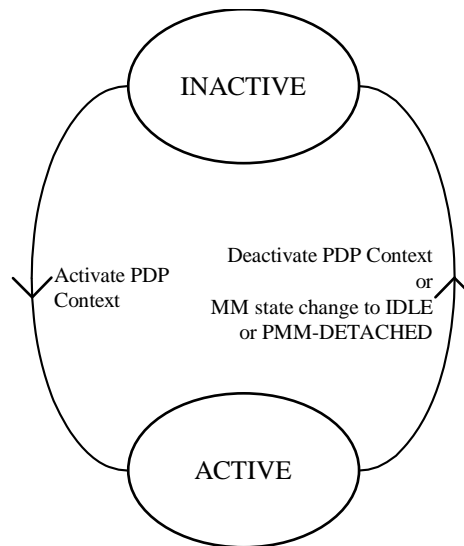 INACTIVE
Activate PDP
Context
Deactivate PDP Context
or
MM state change to IDLE
or PMM-DETACHED
ACTIVE